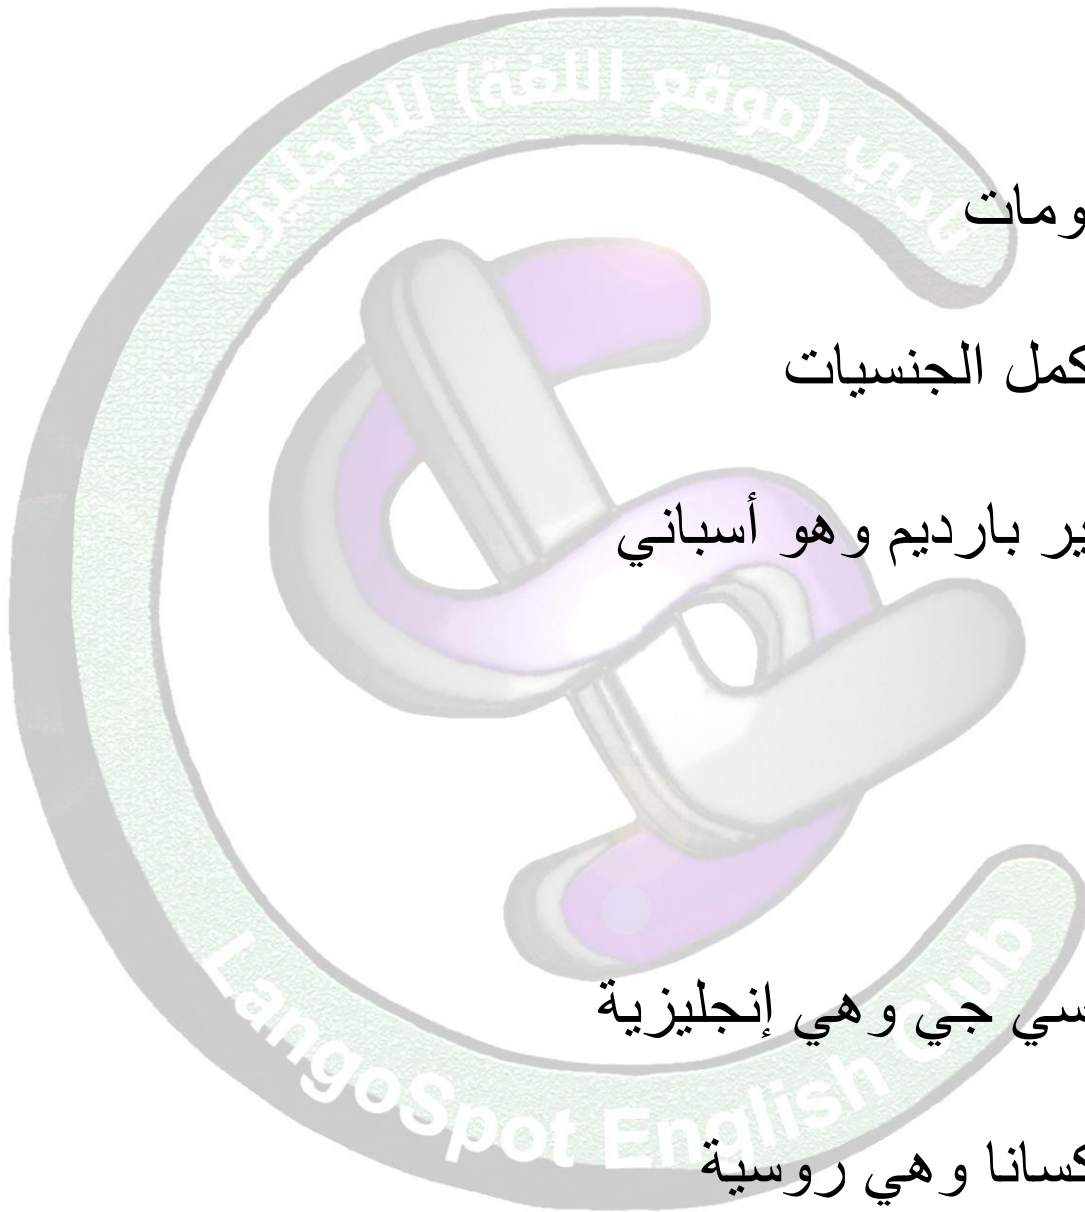 نادي (موقع اللغة) للانجليزية
ومات
كمل الجنسيات
ير بارديم وهو أسباني
سي جي وهي إنجليزية
كسانا وهي روسية
LangoSpot English Club